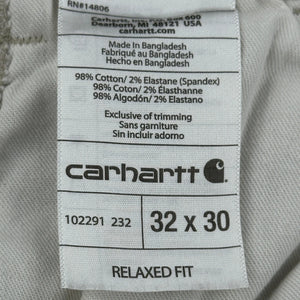 RN#14806
600
Dearborn, MI 48121 USA
carhartt.com
Made In Bangladesh
Fabriqué au Bangladesh
Hecho en Bangladesh
98% Cotton/ 2% Elastane (Spandex)
98% Coton/ 2% Élasthanne
98% Algodón/ 2% Elastano
Exclusive of trimming
Sans garniture
Sin incluir adorno
carhartt
102291 232
32 x 30
RELAXED FIT